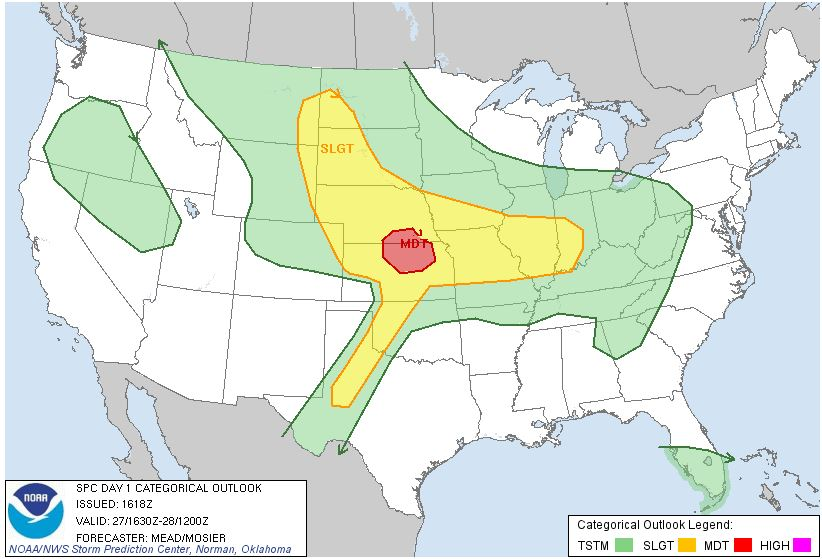 SLGT
MDT
NOAA
SPC DAY 1 CATEGORICAL OUTLOOK
ISSUED: 1618Z
VALID: 27/1630Z-28/1200Z
FORECASTER: MEAD/MOSIER
NOAA/NWS Storm Prediction Center, Norman, Oklahoma
Categorical Outlook Legend:
TSTM SLGT MDT HIGH